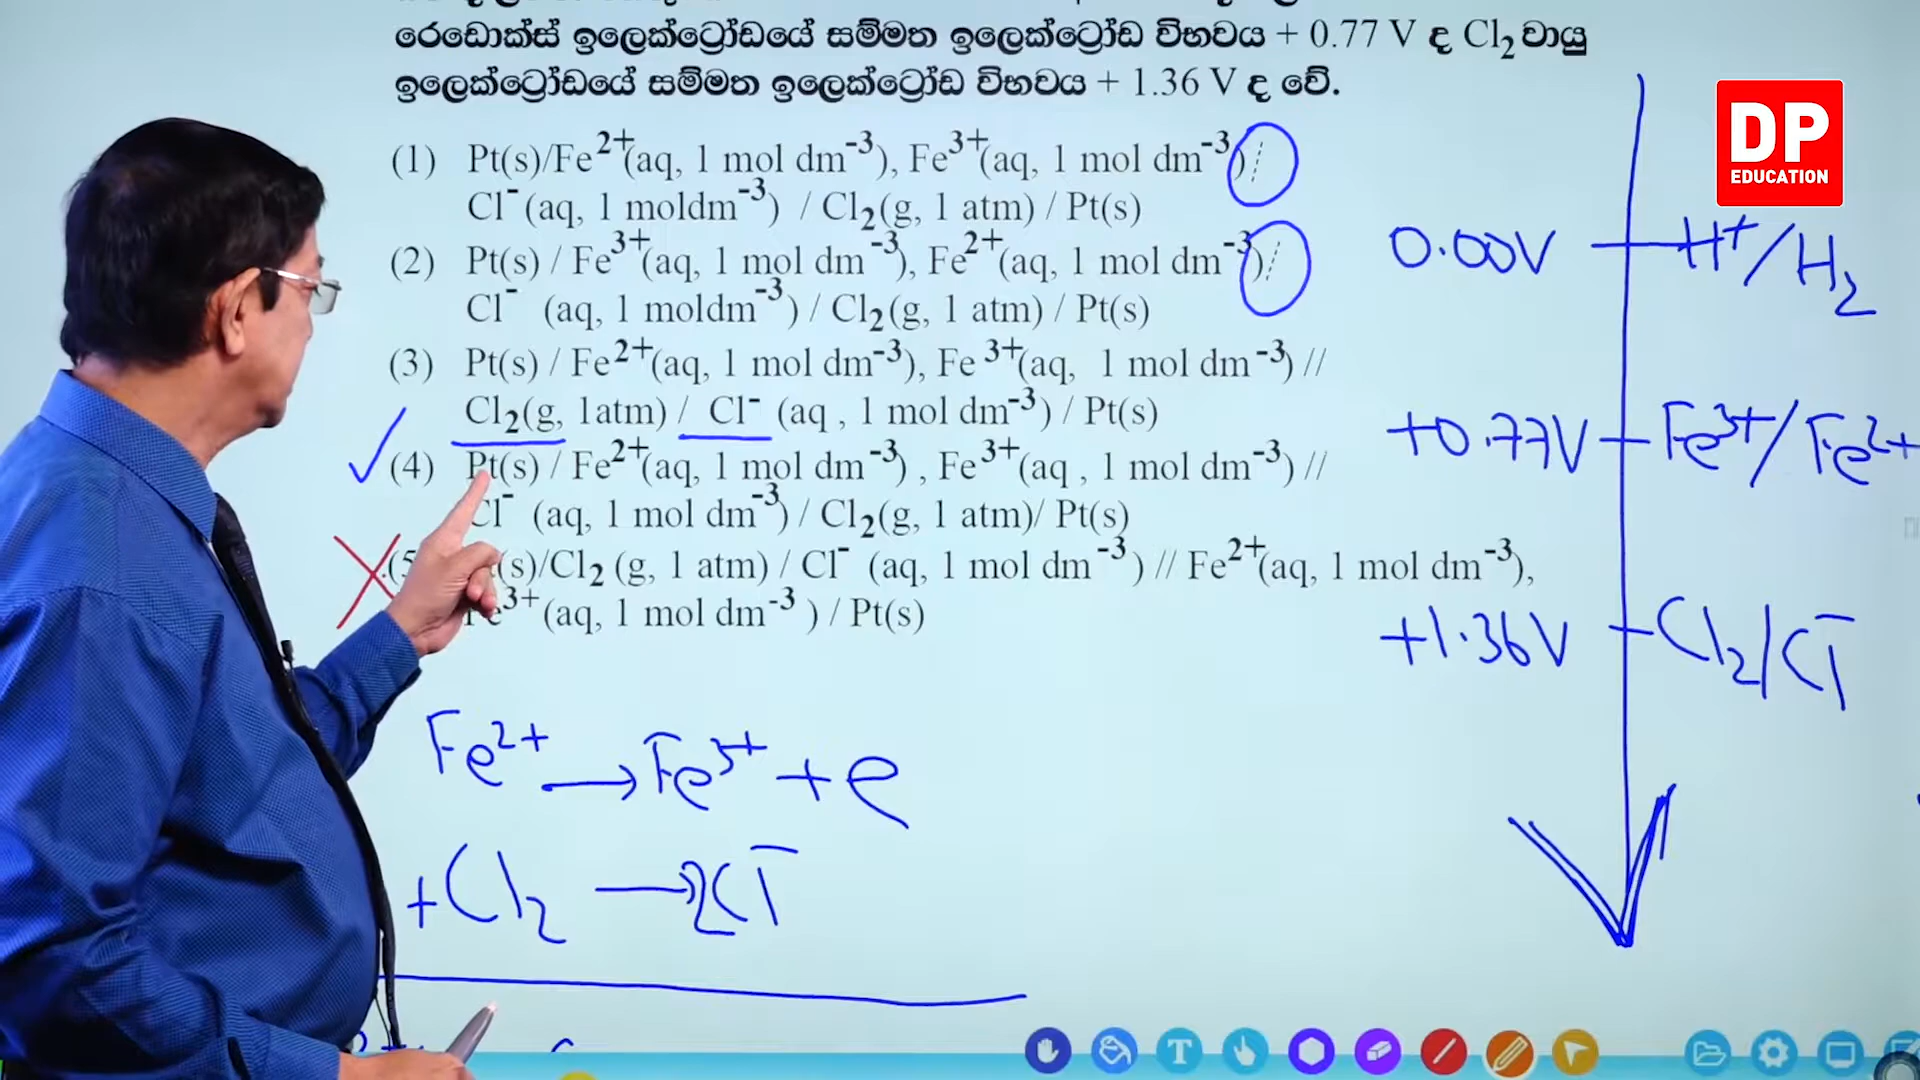 රෙඩොක්ස් ඉලෙක්ට්‍රෝඩයේ සම්මත ඉලෙක්ට්‍රෝඩ විභවය + 0.77 V ද Cl₂ වායු
ඉලෙක්ට්‍රෝඩයේ සම්මත ඉලෙක්ට්‍රෝඩ විභවය + 1.36 V ද වේ.
DP
EDUCATION
(1) Pt(s)/Fe²⁺(aq, 1 mol dm⁻³), Fe³⁺(aq, 1 mol dm⁻³)
Cl⁻(aq, 1 moldm⁻³) / Cl₂(g, 1 atm) / Pt(s)
(2) Pt(s) / Fe³⁺(aq, 1 mol dm⁻³), Fe²⁺(aq, 1 mol dm⁻³)
Cl⁻ (aq, 1 moldm⁻³) / Cl₂(g, 1 atm) / Pt(s)
(3) Pt(s) / Fe²⁺(aq, 1 mol dm⁻³), Fe³⁺(aq, 1 mol dm⁻³) //
Cl₂(g, 1atm) / Cl⁻ (aq , 1 mol dm⁻³) / Pt(s)
(4) Pt(s) / Fe²⁺(aq, 1 mol dm⁻³) , Fe³⁺(aq , 1 mol dm⁻³) //
Cl⁻ (aq, 1 mol dm⁻³) / Cl₂(g, 1 atm)/ Pt(s)
(s)/Cl₂ (g, 1 atm) / Cl⁻ (aq, 1 mol dm⁻³) // Fe²⁺(aq, 1 mol dm⁻³),
Fe³⁺(aq, 1 mol dm⁻³ ) / Pt(s)
0.00V H⁺/H₂
+0.77V Fe³⁺/Fe²⁺
+1.36V Cl₂/Cl⁻
Fe²⁺ → Fe³⁺ + e
+Cl₂ → 2Cl⁻